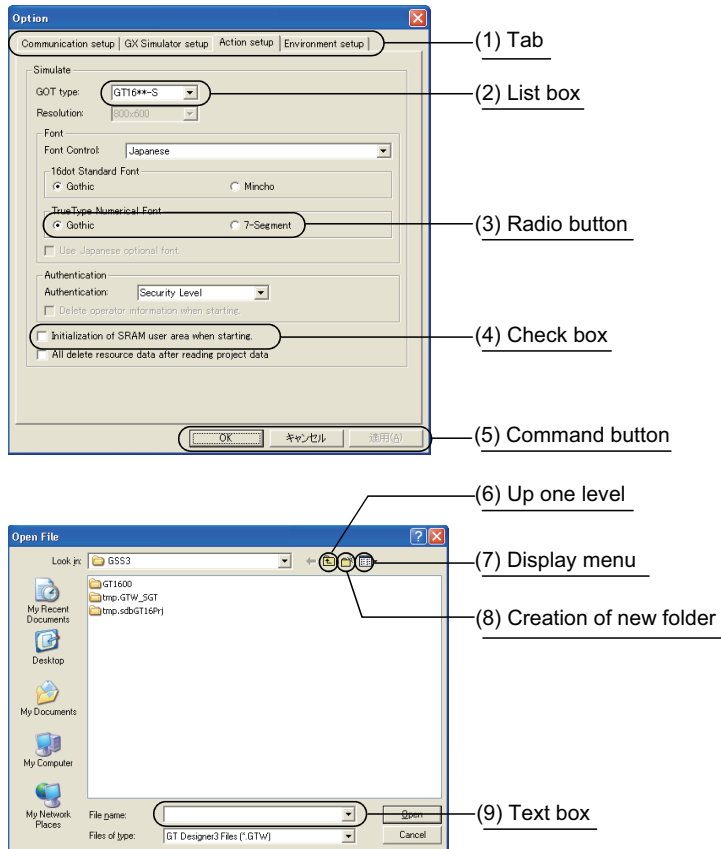 Option
Communication setup GX Simulator setup Action setup Environment setup
(1) Tab
Simulate
GOT type: GT16**-S
(2) List box
Resolution: 800x600
Font
Font Control: Japanese
16dot Standard Font
Gothic Mincho
TrueType Numerical Font
Gothic 7-Segment
(3) Radio button
Use Japanese optional font.
Authentication
Authentication: Security Level
Delete operator information when starting.
Initialization of SRAM user area when starting.
(4) Check box
All delete resource data after reading project data
OK キャンセル 適用(A)
(5) Command button
(6) Up one level
Open File
Look in: GSS3
(7) Display menu
GT1600
tmp.GTW_SGT
tmp.sdbGT16Prj
(8) Creation of new folder
My Recent Documents
Desktop
My Documents
My Computer
My Network Places
File name: Open
(9) Text box
Files of type: GT Designer3 Files (*.GTW) Cancel